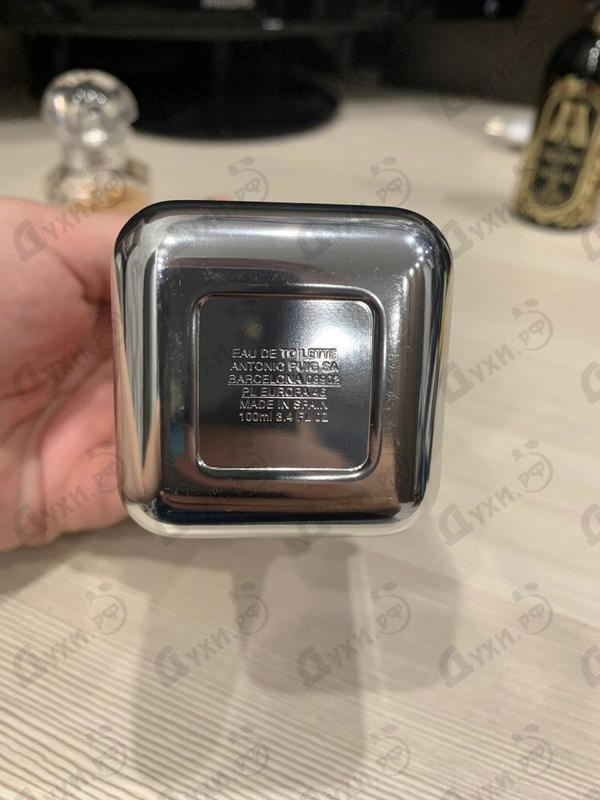 PHILIPS
EAU DE TOILETTE
ANTONIO PUIG SA
BARCELONA 08902
PL EUROPA 46
MADE IN SPAIN
100ml 3.4 FL OZ
Духи.рф